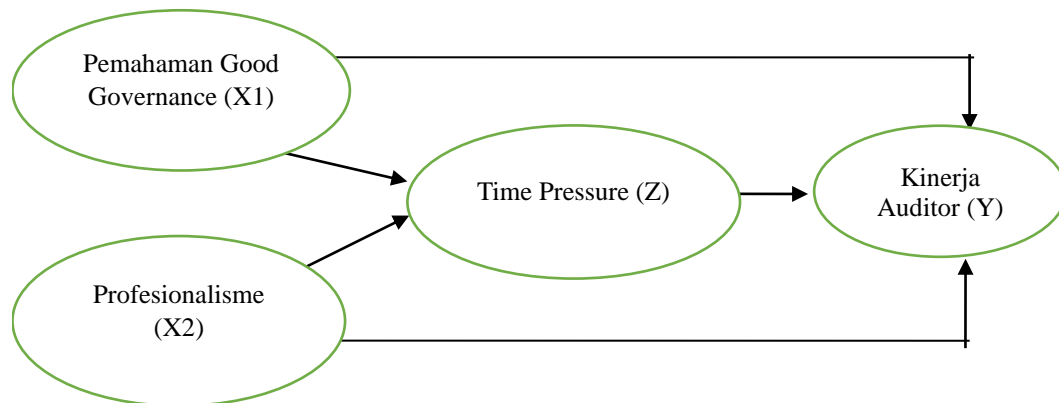 Pemahaman Good
Governance (X1)
Time Pressure (Z)
Kinerja
Auditor (Y)
Profesionalisme
(X2)